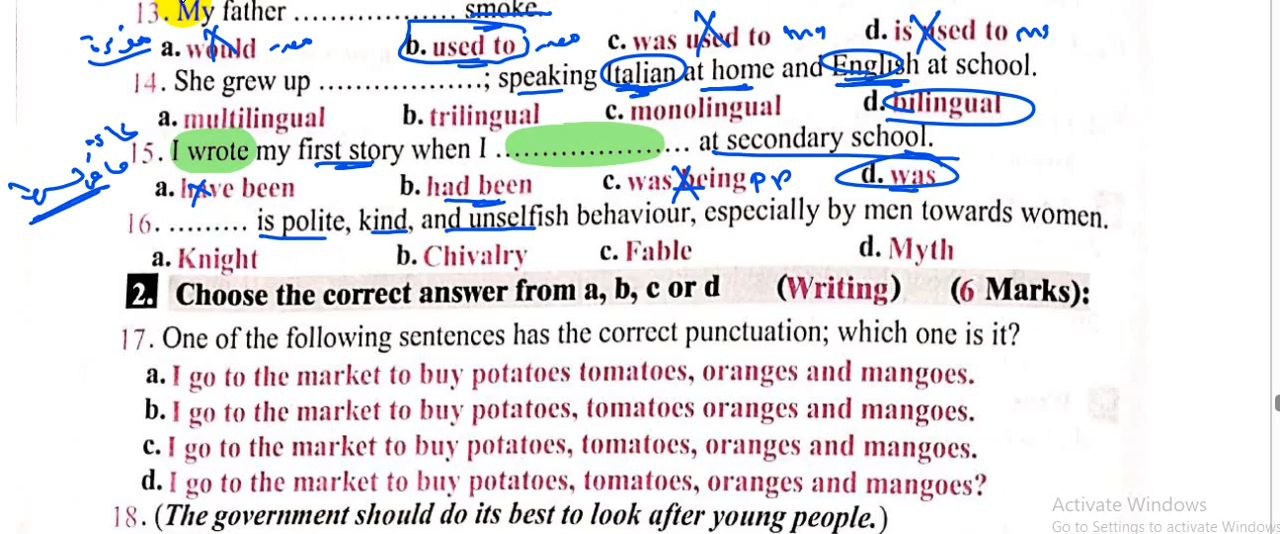 13. My father ..................... smoke.
a. would
b. used to
c. was used to
d. is used to
14. She grew up ..................; speaking Italian at home and English at school.
a. multilingual
b. trilingual
c. monolingual
d. bilingual
15. I wrote my first story when I ......................... at secondary school.
a. have been
b. had been
c. was being PP
d. was
16. .......... is polite, kind, and unselfish behaviour, especially by men towards women.
a. Knight
b. Chivalry
c. Fable
d. Myth
2. Choose the correct answer from a, b, c or d (Writing) (6 Marks):
17. One of the following sentences has the correct punctuation; which one is it?
a. I go to the market to buy potatoes tomatoes, oranges and mangoes.
b. I go to the market to buy potatoes, tomatoes oranges and mangoes.
c. I go to the market to buy potatoes, tomatoes, oranges and mangoes.
d. I go to the market to buy potatoes, tomatoes, oranges and mangoes?
18. (The government should do its best to look after young people.)
Activate Windows
Go to Settings to activate Windows